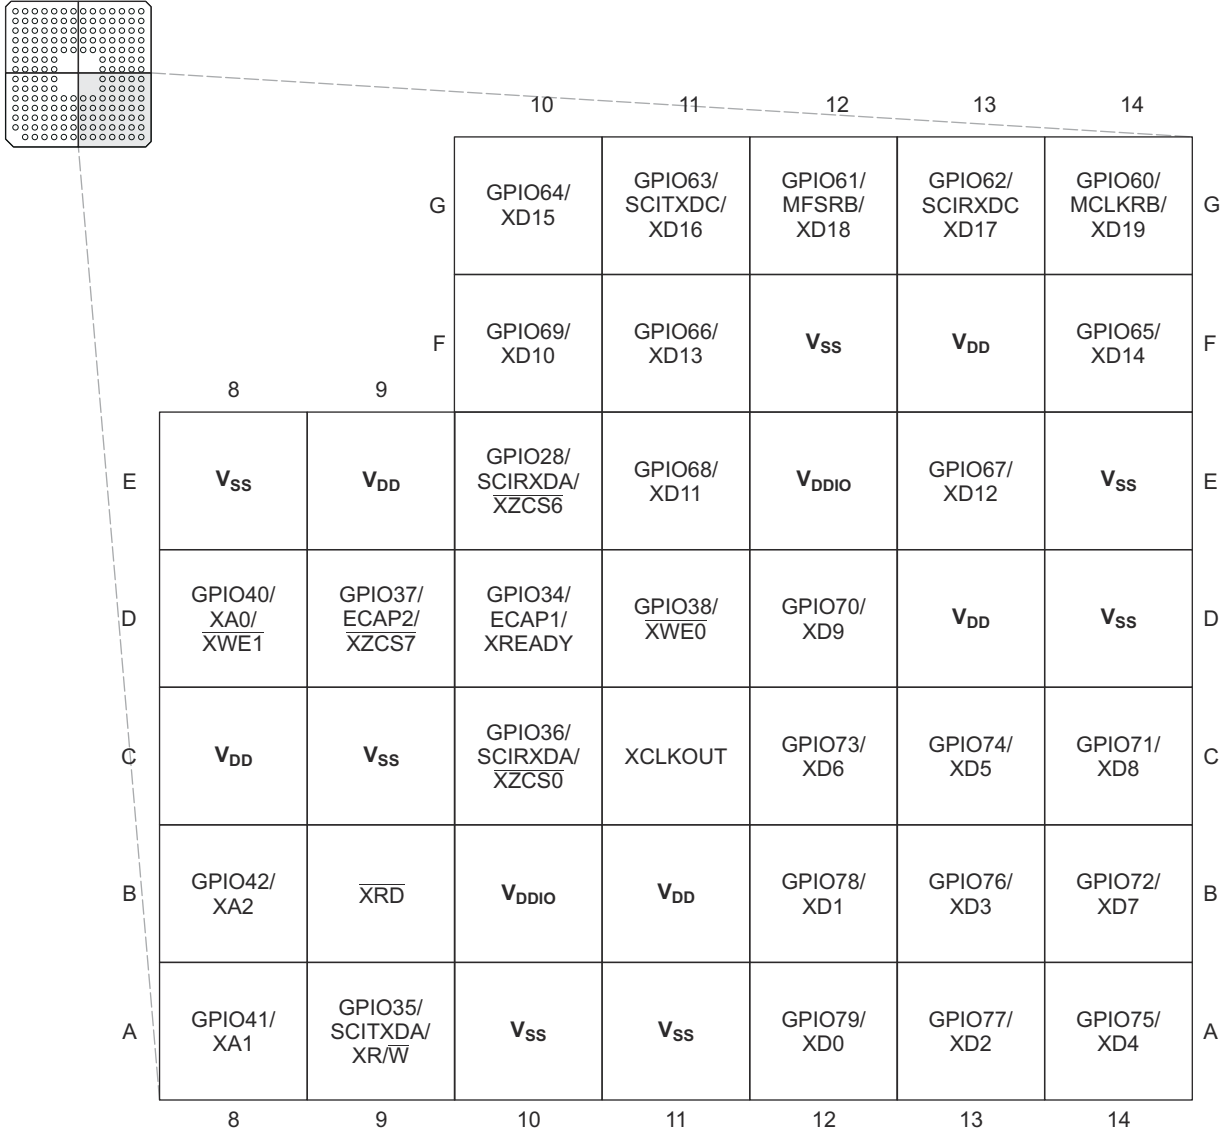 10 11 12 13 14
G GPIO64/ GPIO63/ GPIO61/ GPIO62/ GPIO60/ G
XD15 SCITXDC/ MFSRB/ SCIRXDC MCLKRB/
XD16 XD18 XD17 XD19
F GPIO69/ GPIO66/ VSS VDD GPIO65/ F
XD10 XD13 XD14
8 9
E VSS VDD GPIO28/ GPIO68/ VDDIO GPIO67/ VSS E
SCIRXDA/ XD11 XD12
XZCS6
D GPIO40/ GPIO37/ GPIO34/ GPIO38/ GPIO70/ VDD VSS D
XA0/ ECAP2/ ECAP1/ XWE0 XD9
XWE1 XZCS7 XREADY
C VDD VSS GPIO36/ XCLKOUT GPIO73/ GPIO74/ GPIO71/ C
SCIRXDA/ XD6 XD5 XD8
XZCS0
B GPIO42/ XRD VDDIO VDD GPIO78/ GPIO76/ GPIO72/ B
XA2 XD1 XD3 XD7
A GPIO41/ GPIO35/ VSS VSS GPIO79/ GPIO77/ GPIO75/ A
XA1 SCITXDA/ XD0 XD2 XD4
XR/W
8 9 10 11 12 13 14